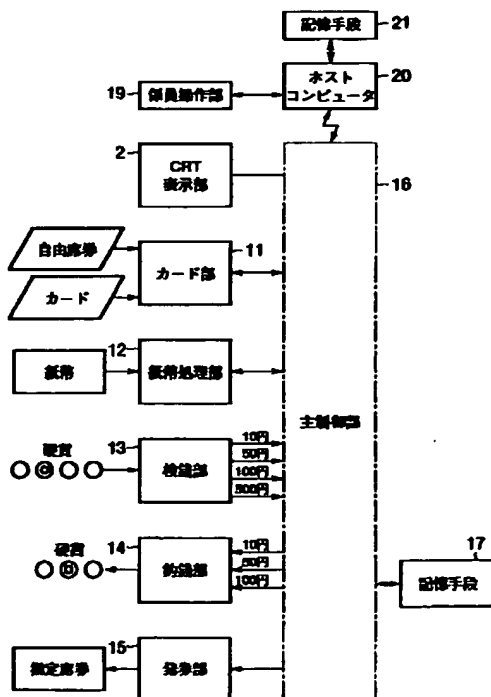 記憶手段
21
ホスト
コンピュータ
20
19
係員操作部
2
CRT
表示部
16
自由席券
カード
カード部
11
12
紙幣
紙幣処理部
主制御部
硬貨
13
検銭部
10円
50円
100円
500円
硬貨
14
釣銭部
10円
50円
100円
17
記憶手段
15
指定席券
発券部